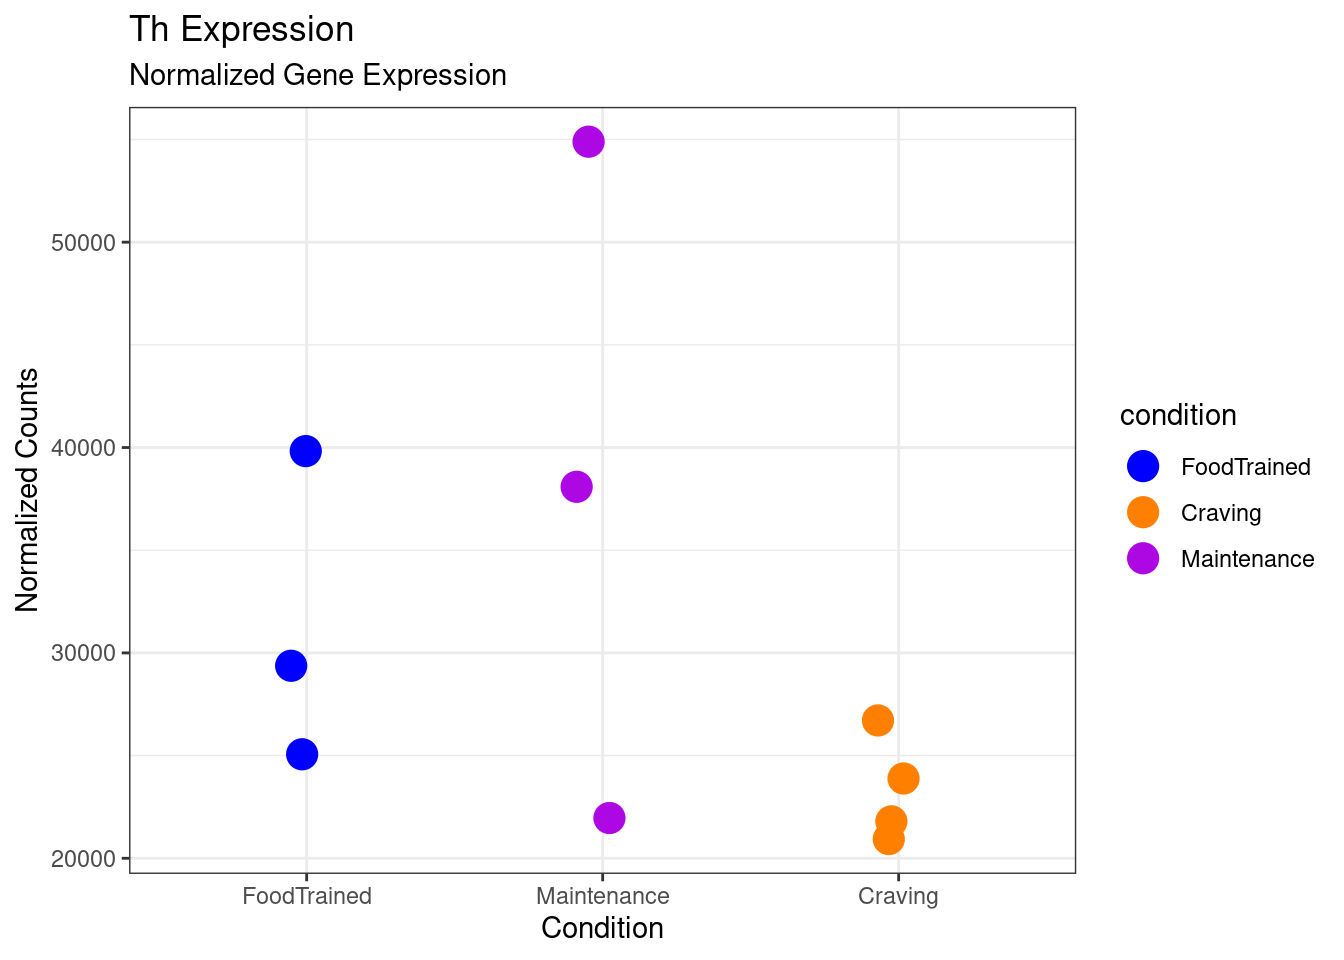 Th Expression
Normalized Gene Expression
Normalized Counts
50000
40000
30000
20000
FoodTrained
Maintenance
Craving
Condition
condition
FoodTrained
Craving
Maintenance